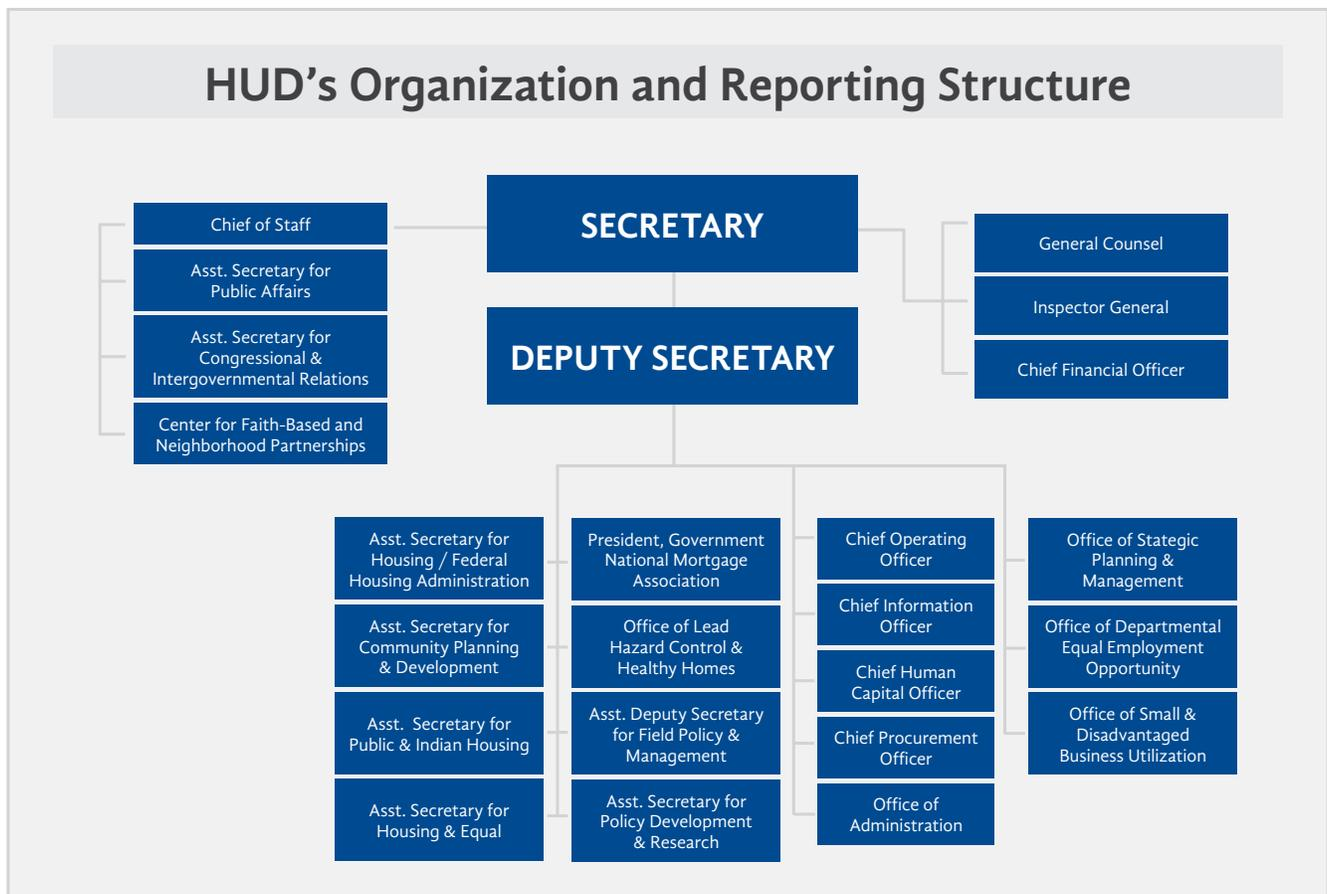 HUD’s Organization and Reporting Structure
SECRETARY
DEPUTY SECRETARY
Chief of Staff
Asst. Secretary for
Public Affairs
Asst. Secretary for
Congressional &
Intergovernmental Relations
Center for Faith-Based and
Neighborhood Partnerships
General Counsel
Inspector General
Chief Financial Officer
Asst. Secretary for
Housing / Federal
Housing Administration
Asst. Secretary for
Community Planning
& Development
Asst. Secretary for
Public & Indian Housing
Asst. Secretary for
Housing & Equal
President, Government
National Mortgage
Association
Office of Lead
Hazard Control &
Healthy Homes
Asst. Deputy Secretary
for Field Policy &
Management
Asst. Secretary for
Policy Development
& Research
Chief Operating
Officer
Chief Information
Officer
Chief Human
Capital Officer
Chief Procurement
Officer
Office of
Administration
Office of Stategic
Planning &
Management
Office of Departmental
Equal Employment
Opportunity
Office of Small &
Disadvantaged
Business Utilization